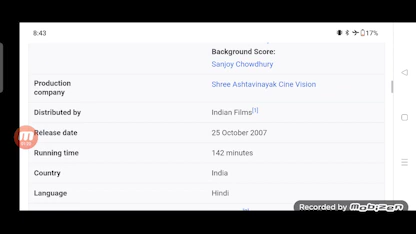 8:43
17%
Background Score:
Sanjoy Chowdhury
Production company
Shree Ashtavinayak Cine Vision
Distributed by
Indian Films[1]
Release date
25 October 2007
Running time
142 minutes
Country
India
Language
Hindi
Recorded by Mobizen